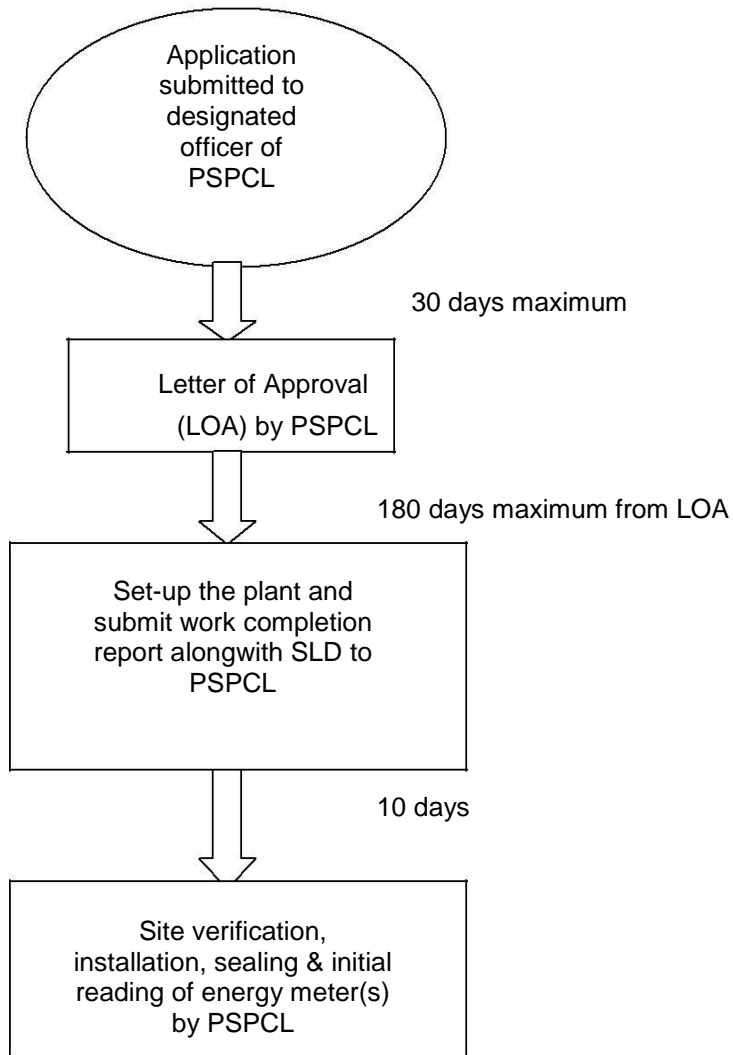 Application
submitted to
designated
officer of
PSPCL
30 days maximum
Letter of Approval
(LOA) by PSPCL
180 days maximum from LOA
Set-up the plant and
submit work completion
report alongwith SLD to
PSPCL
10 days
Site verification,
installation, sealing & initial
reading of energy meter(s)
by PSPCL